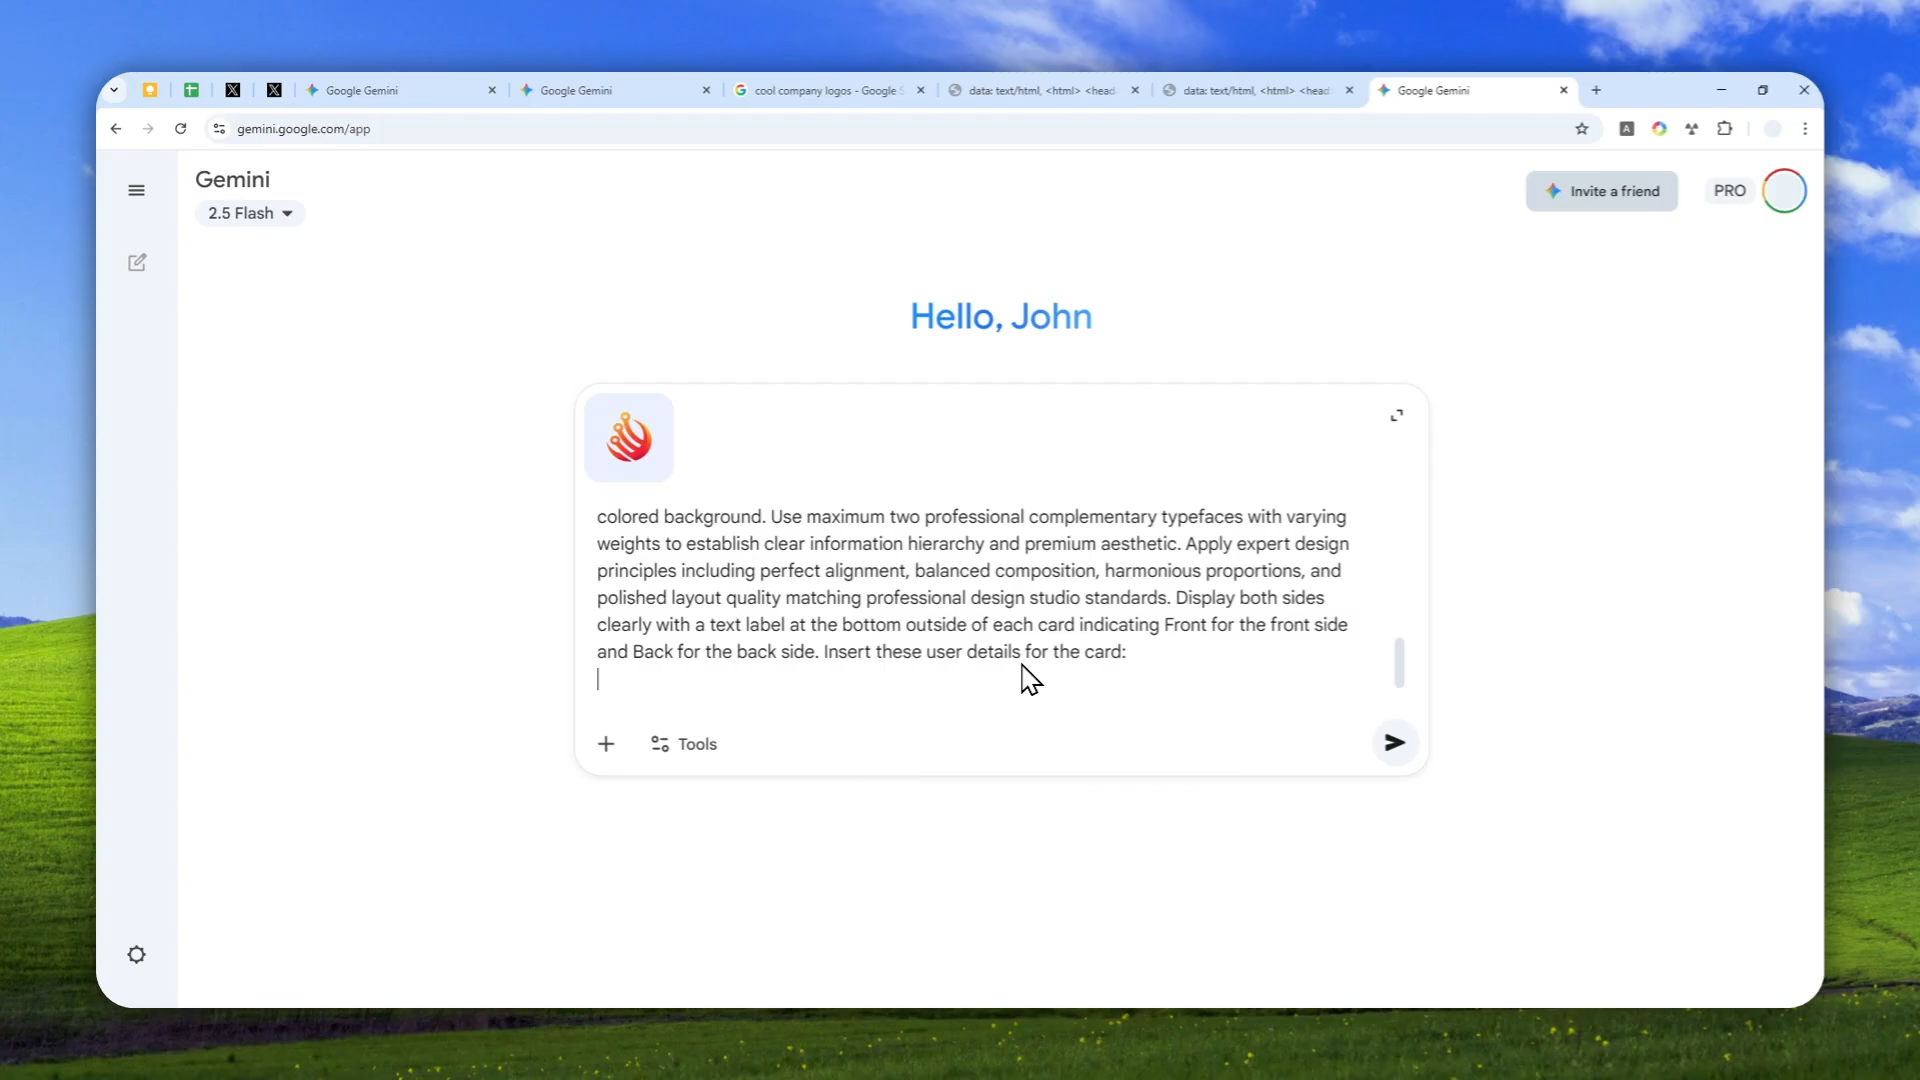 Google Gemini
Google Gemini
cool company logos - Google S
data: text/html, <html> <head
data: text/html, <html> <head
Google Gemini
gemini.google.com/app
A
Gemini
2.5 Flash
Invite a friend
PRO
Hello, John
colored background. Use maximum two professional complementary typefaces with varying
weights to establish clear information hierarchy and premium aesthetic. Apply expert design
principles including perfect alignment, balanced composition, harmonious proportions, and
polished layout quality matching professional design studio standards. Display both sides
clearly with a text label at the bottom outside of each card indicating Front for the front side
and Back for the back side. Insert these user details for the card:
Tools